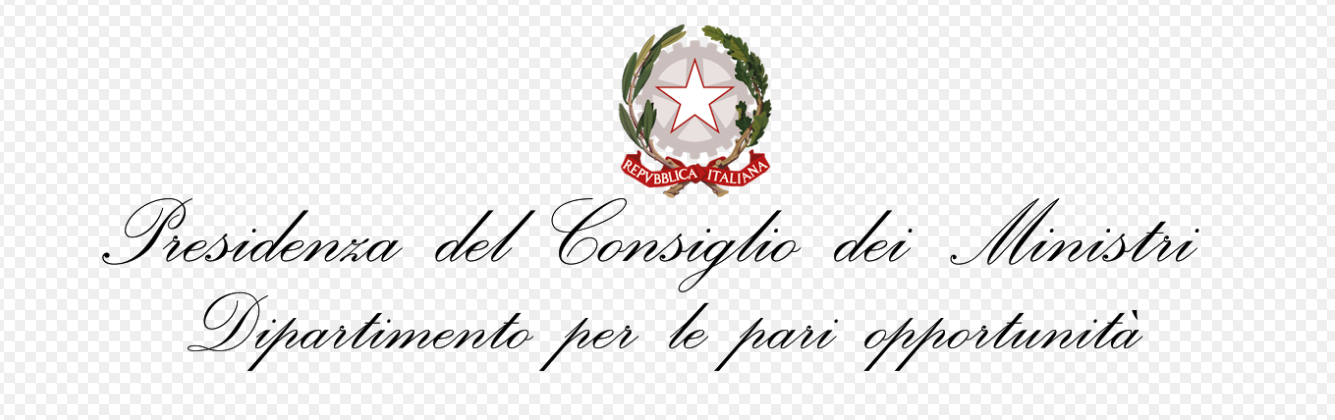 REPVBBLICA ITALIANA
Presidenza del Consiglio dei Ministri
Dipartimento per le pari opportunità